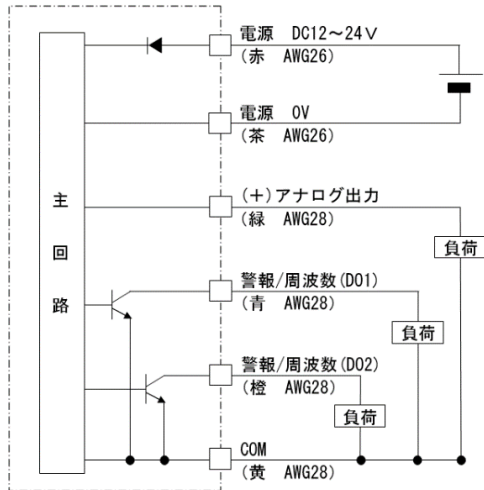 電源 DC12～24V
(赤 AWG26)
電源 0V
(茶 AWG26)
主回路
(+)アナログ出力
(緑 AWG28)
負荷
警報/周波数(DO1)
(青 AWG28)
負荷
警報/周波数(DO2)
(橙 AWG28)
負荷
COM
(黄 AWG28)